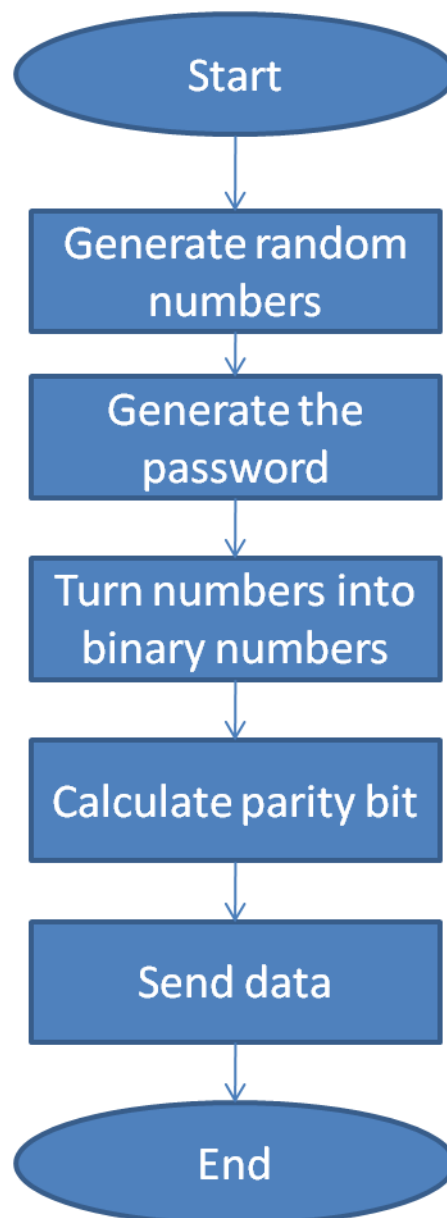 Start
Generate random
numbers
Generate the
password
Turn numbers into
binary numbers
Calculate parity bit
Send data
End